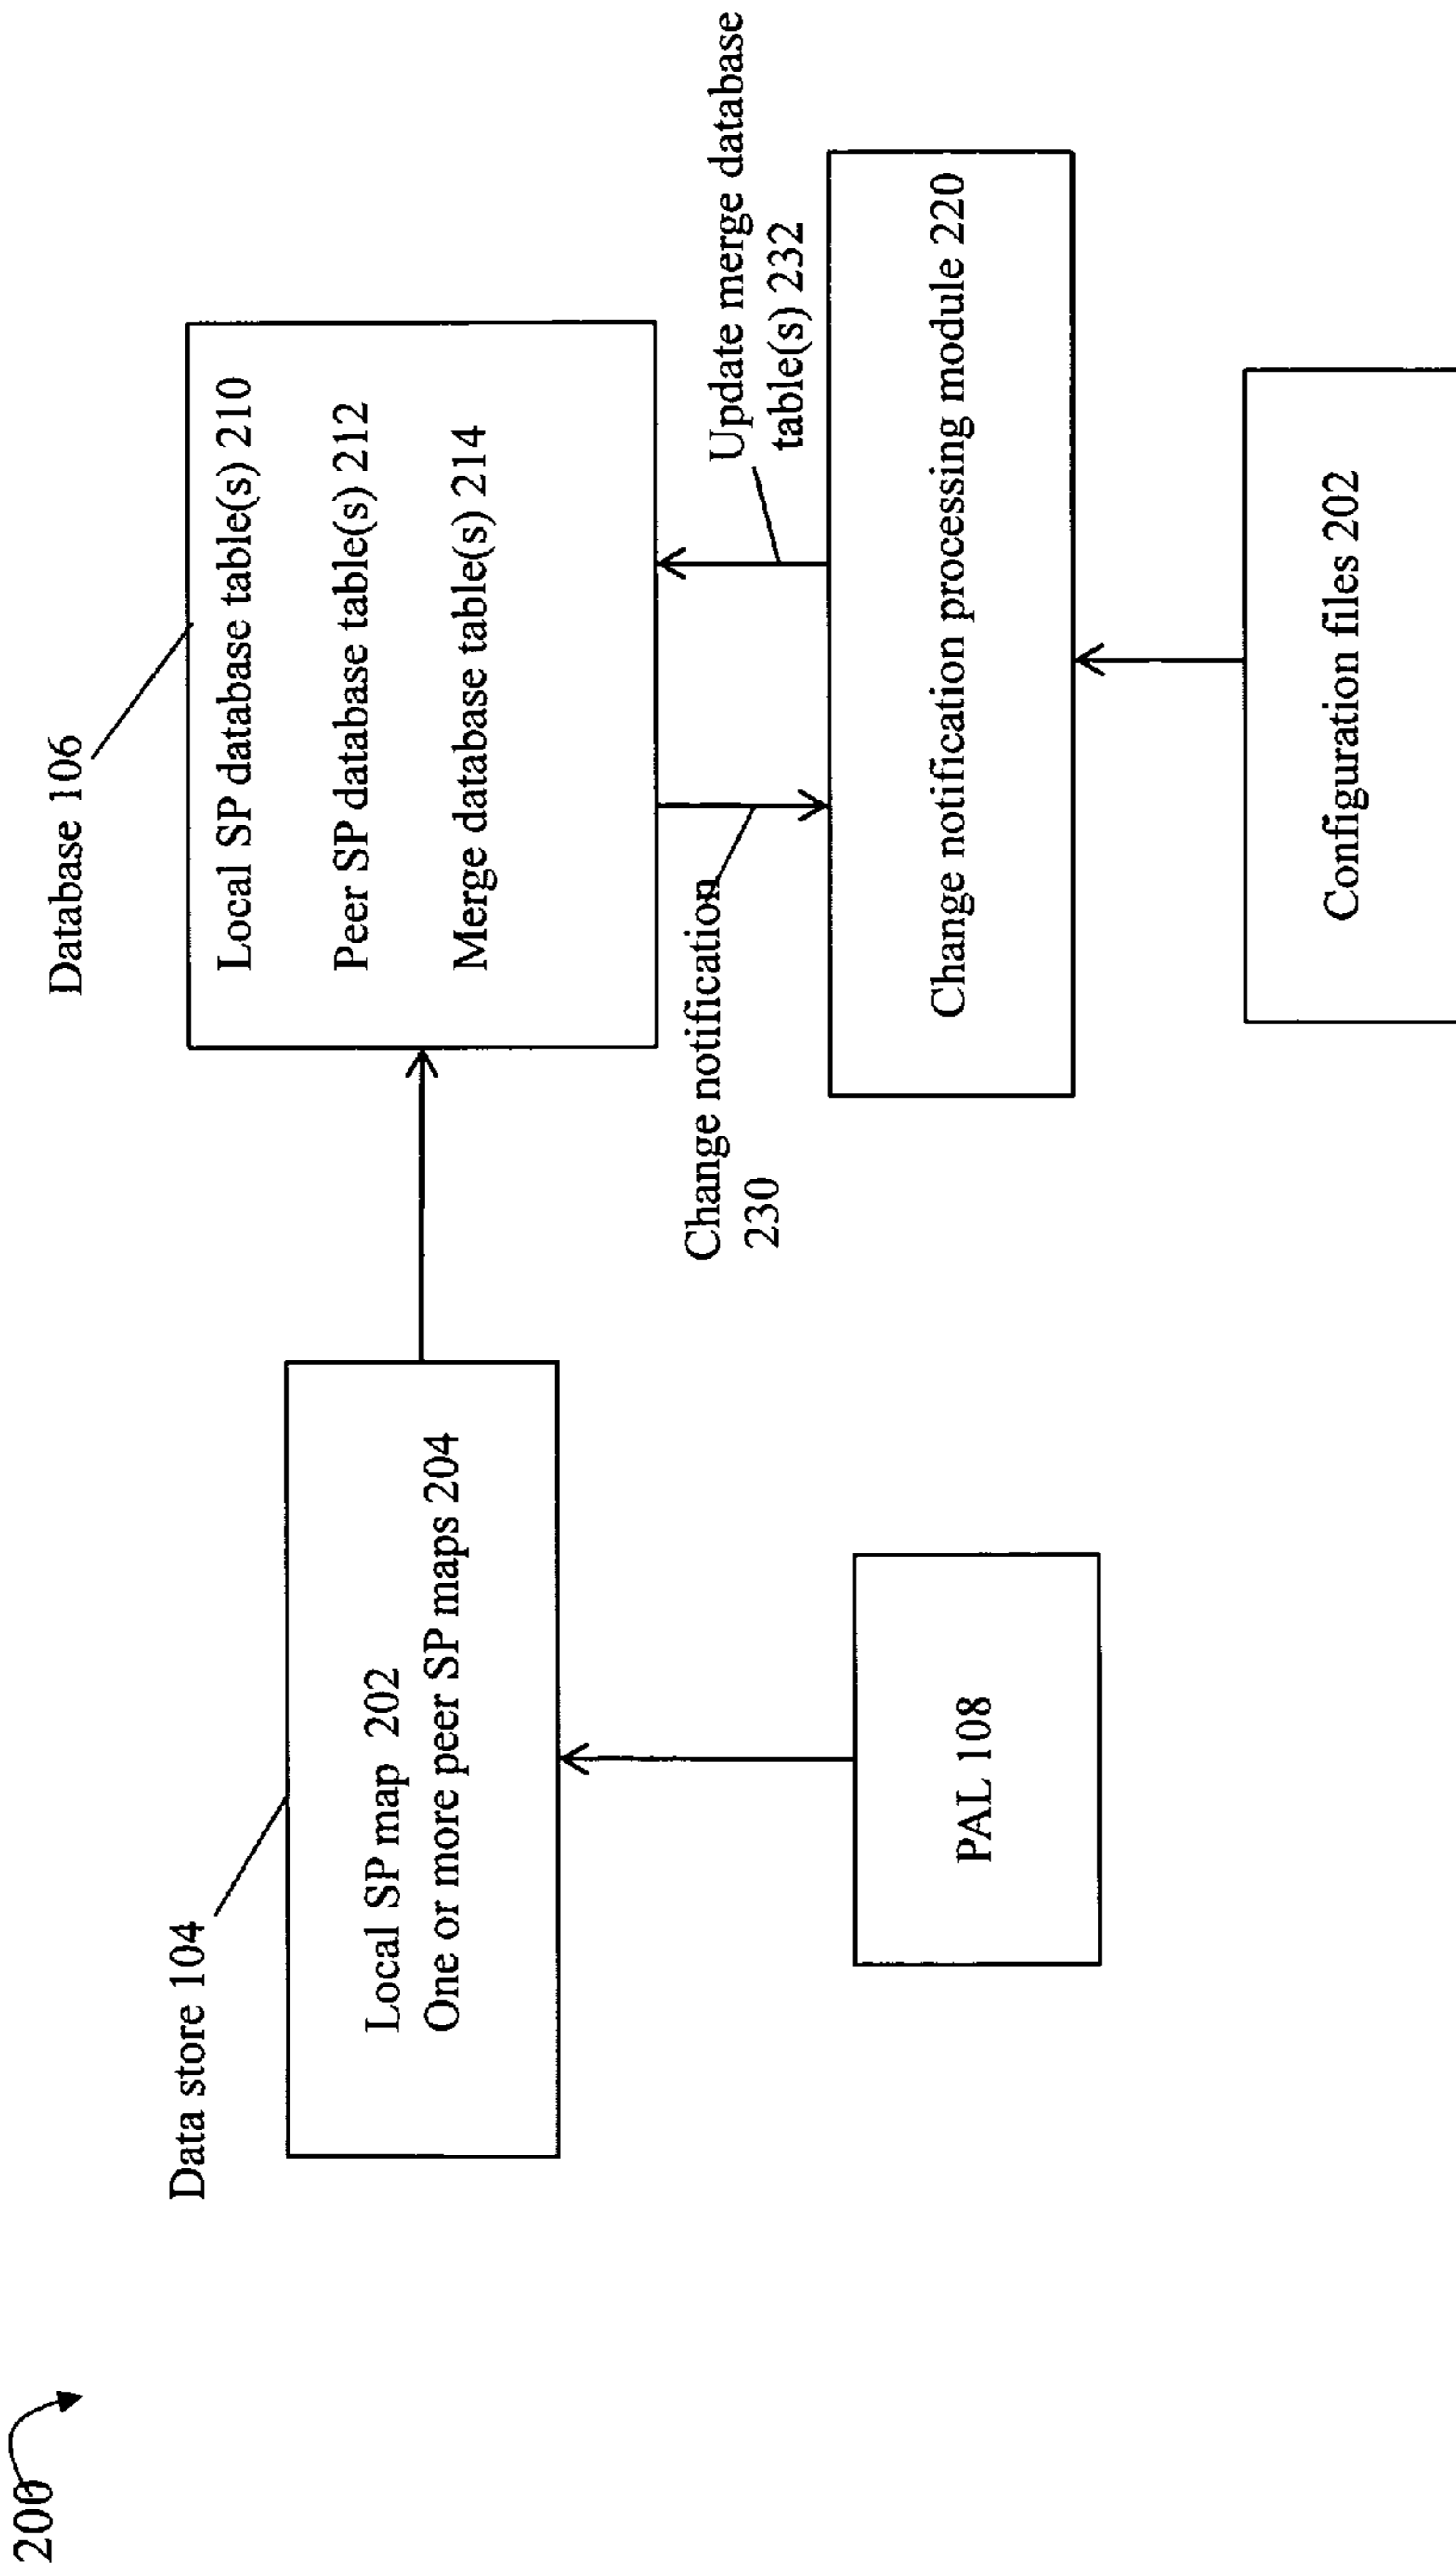 200
Data store 104
Local SP map 202
One or more peer SP maps 204
PAL 108
Database 106
Local SP database table(s) 210
Peer SP database table(s) 212
Merge database table(s) 214
Change notification
230
Update merge database
table(s) 232
Change notification processing module 220
Configuration files 202